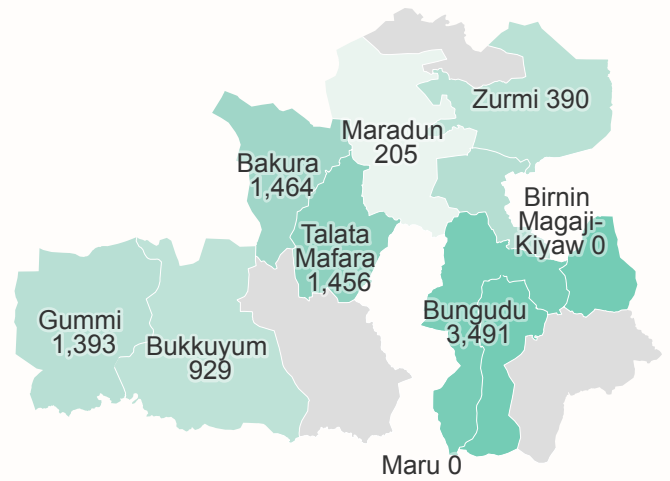 Zurmi 390
Maradun
205
Bakura
1,464
Birnin
Magaji-
Kiyaw 0
Talata
Mafara
1,456
Gummi
1,393
Bukkuyum
929
Bungudu
3,491
Maru 0